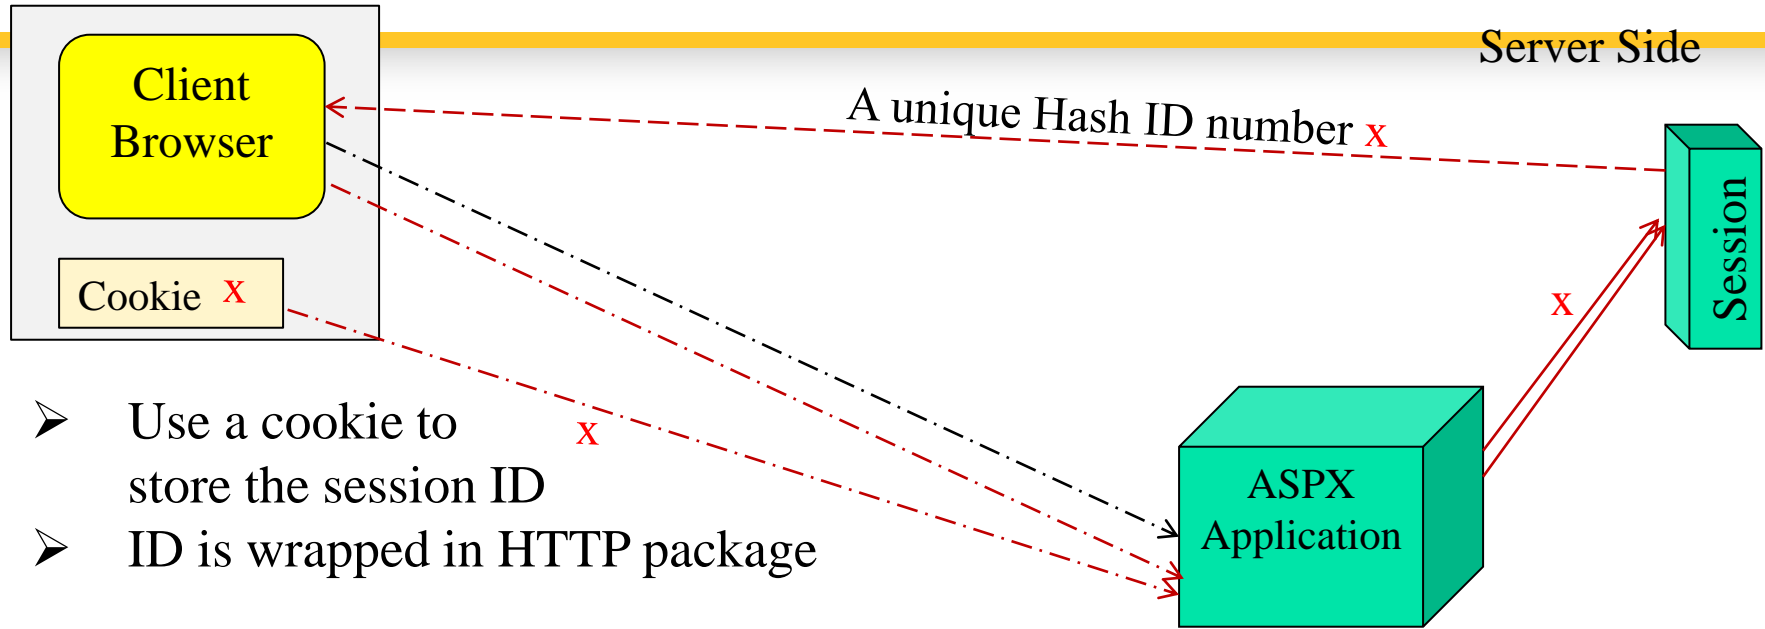 Server Side
Client
Browser
A unique Hash ID number x
Session
Cookie x
x
x
➢ Use a cookie to
store the session ID
➢ ID is wrapped in HTTP package
ASPX
Application